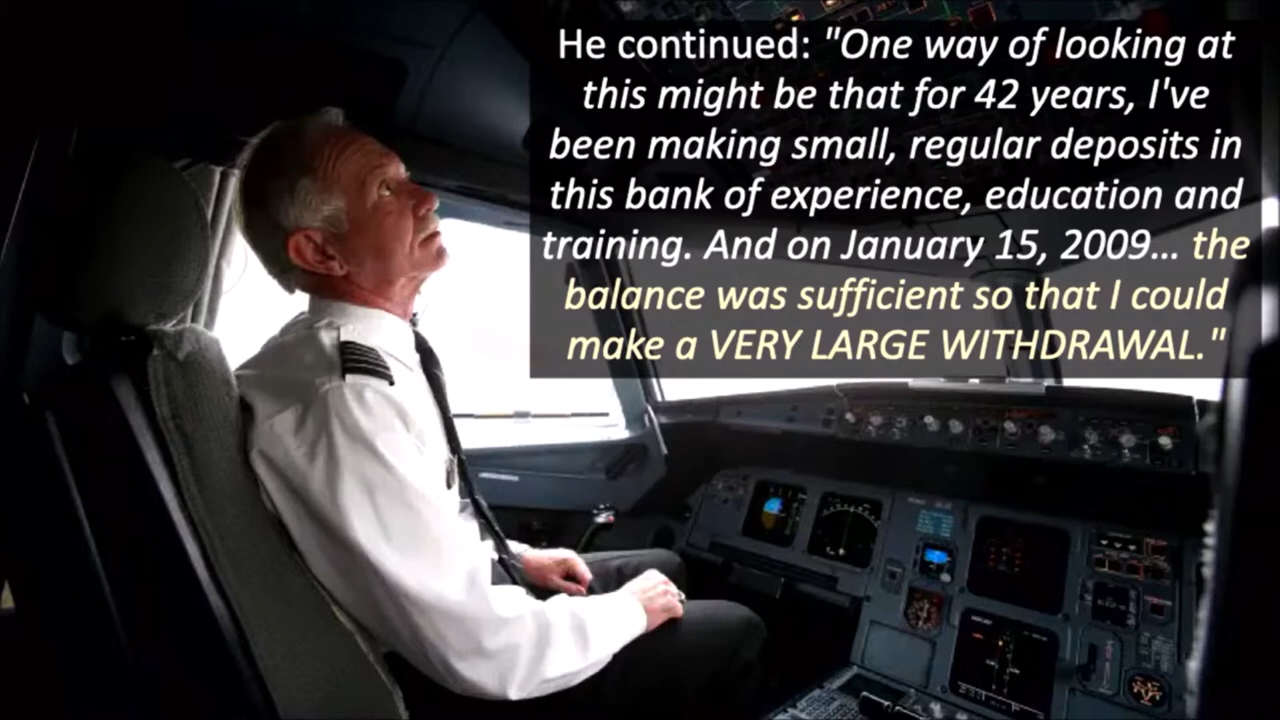 He continued: "One way of looking at
this might be that for 42 years, I've
been making small, regular deposits in
this bank of experience, education and
training. And on January 15, 2009... the
balance was sufficient so that I could
make a VERY LARGE WITHDRAWAL."